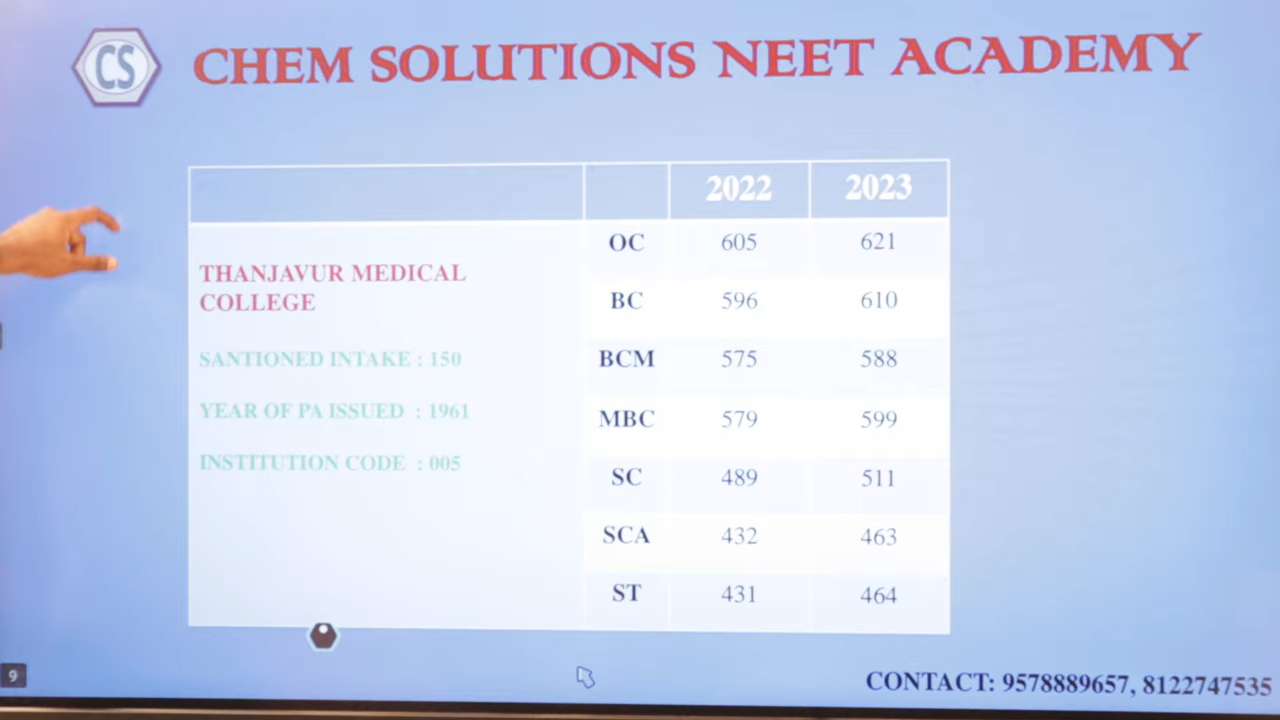 CS
CHEM SOLUTIONS NEET ACADEMY
2022 2023
THANJAVUR MEDICAL
COLLEGE
SANTIONED INTAKE : 150
YEAR OF PA ISSUED : 1961
INSTITUTION CODE : 005
OC 605 621
BC 596 610
BCM 575 588
MBC 579 599
SC 489 511
SCA 432 463
ST 431 464
9
CONTACT: 9578889657, 8122747535